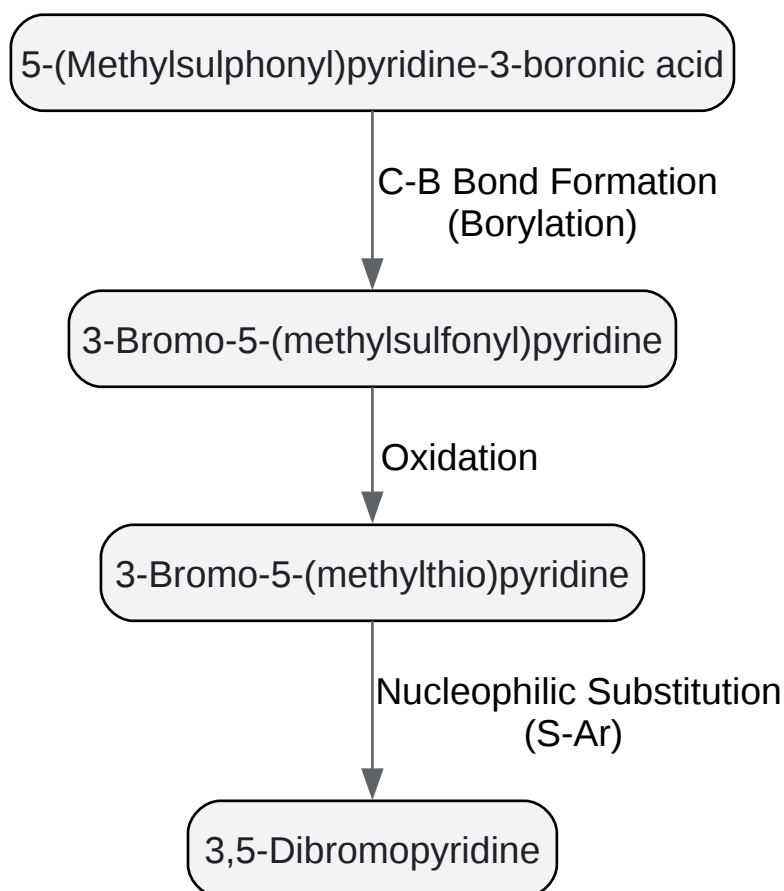 5-(Methylsulphonyl)pyridine-3-boronic acid
C-B Bond Formation
(Borylation)
3-Bromo-5-(methylsulfonyl)pyridine
Oxidation
3-Bromo-5-(methylthio)pyridine
Nucleophilic Substitution
(S-Ar)
3,5-Dibromopyridine